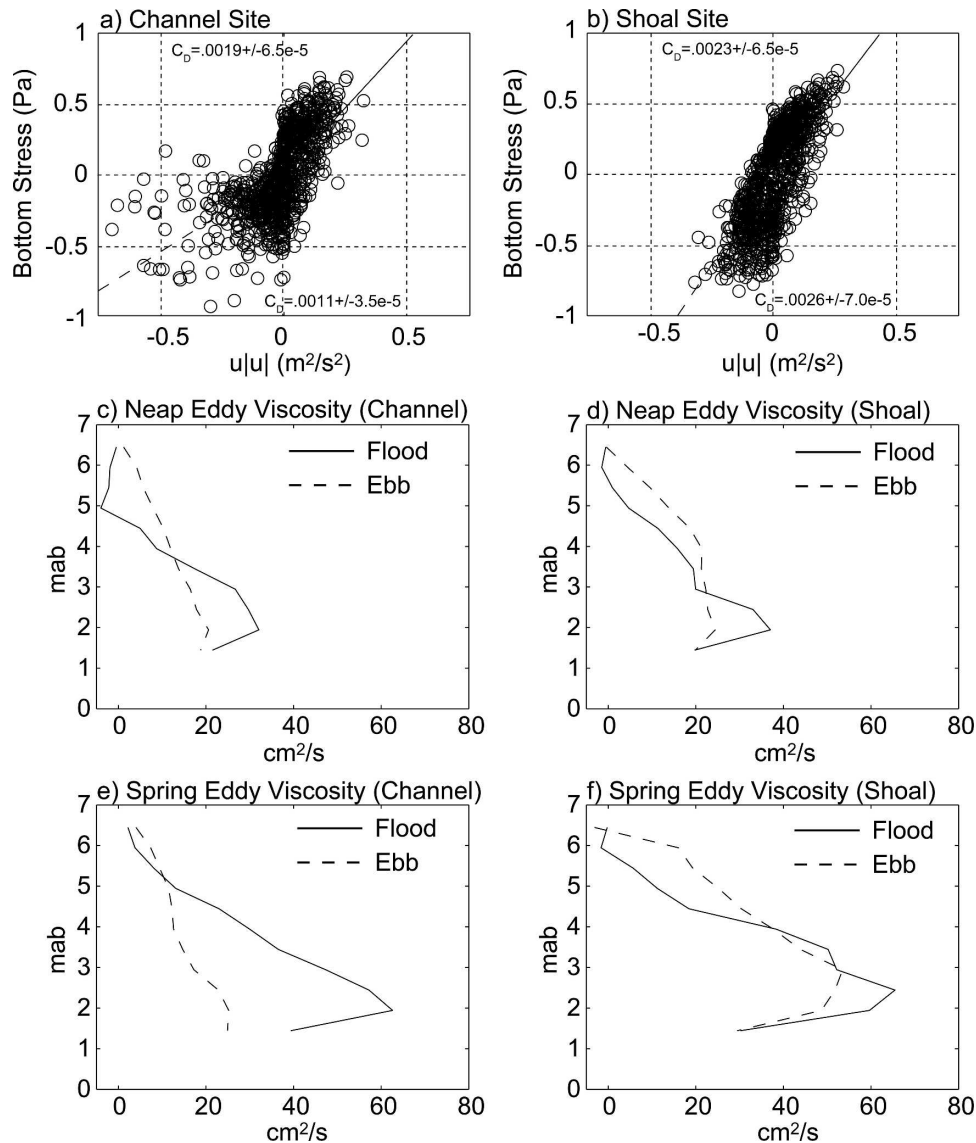 a) Channel Site
C_D=.0019+/-6.5e-5
1
0.5
0
-0.5
-1
Bottom Stress (Pa)
C_D=.0011+/-3.5e-5
-0.5
0
0.5
u|u| (m²/s²)
b) Shoal Site
C_D=.0023+/-6.5e-5
1
0.5
0
-0.5
-1
Bottom Stress (Pa)
C_D=.0026+/-7.0e-5
-0.5
0
0.5
u|u| (m²/s²)
c) Neap Eddy Viscosity (Channel)
7
6
5
4
3
2
1
0
mab
Flood
Ebb
0
20
40
60
80
cm²/s
d) Neap Eddy Viscosity (Shoal)
7
6
5
4
3
2
1
0
mab
Flood
Ebb
0
20
40
60
80
cm²/s
e) Spring Eddy Viscosity (Channel)
7
6
5
4
3
2
1
0
mab
Flood
Ebb
0
20
40
60
80
cm²/s
f) Spring Eddy Viscosity (Shoal)
7
6
5
4
3
2
1
0
mab
Flood
Ebb
0
20
40
60
80
cm²/s